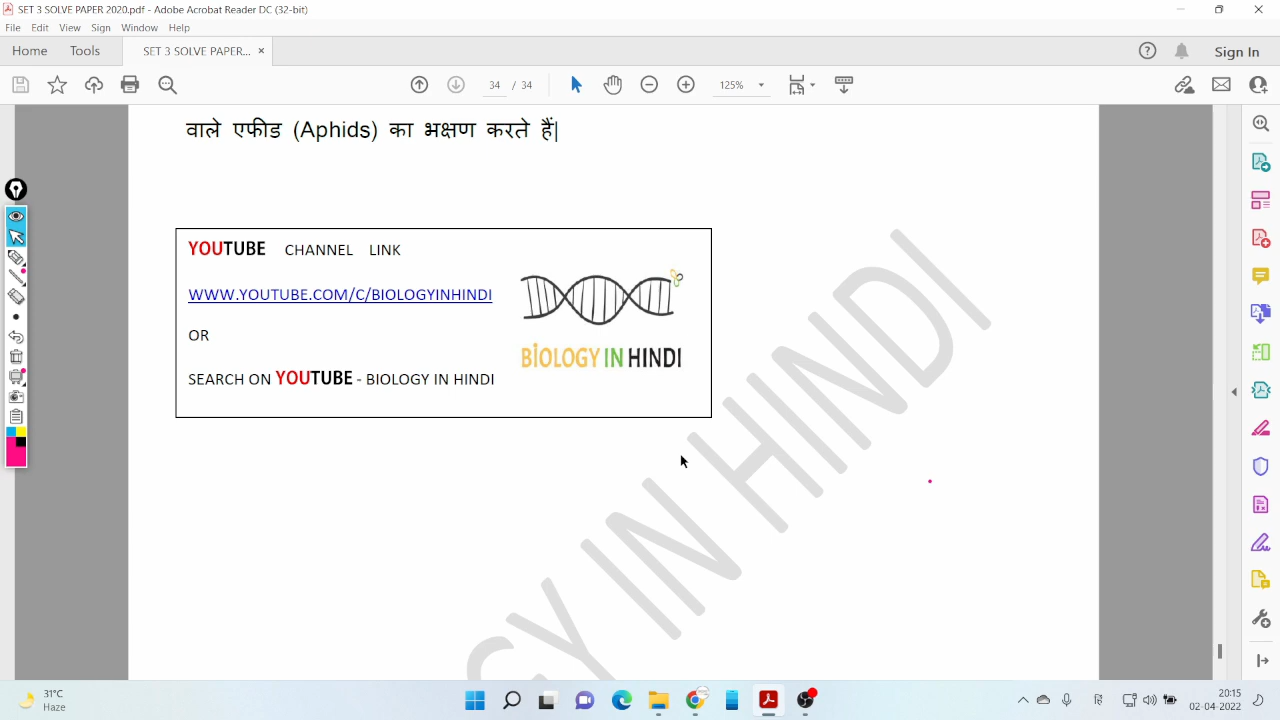 SET 3 SOLVE PAPER 2020.pdf - Adobe Acrobat Reader DC (32-bit)
File Edit View Sign Window Help
Home Tools SET 3 SOLVE PAPER... × Sign In
34 / 34 125%
वाले एफीड (Aphids) का भक्षण करते हैं|
YOUTUBE CHANNEL LINK
WWW.YOUTUBE.COM/C/BIOLOGYINHINDI
OR
SEARCH ON YOUTUBE - BIOLOGY IN HINDI
BIOLOGY IN HINDI
GY IN HINDI
31°C
Haze
20:15
02-04-2022